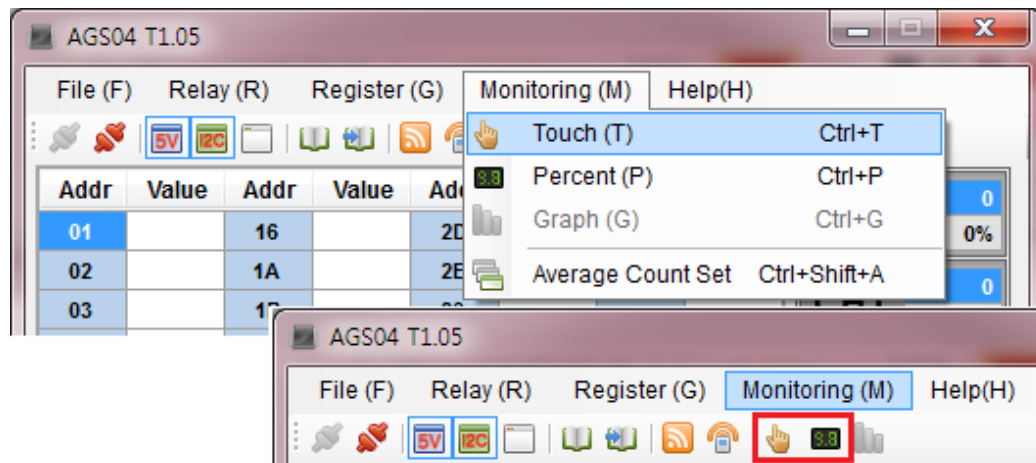 AGS04 T1.05
File (F) Relay (R) Register (G) Monitoring (M) Help(H)
5V I2C
Touch (T) Ctrl+T
Percent (P) Ctrl+P
Graph (G) Ctrl+G
Average Count Set Ctrl+Shift+A
Addr Value Addr Value
01 16 0
02 1A 0%
03 0
AGS04 T1.05
File (F) Relay (R) Register (G) Monitoring (M) Help(H)
5V I2C 8.8